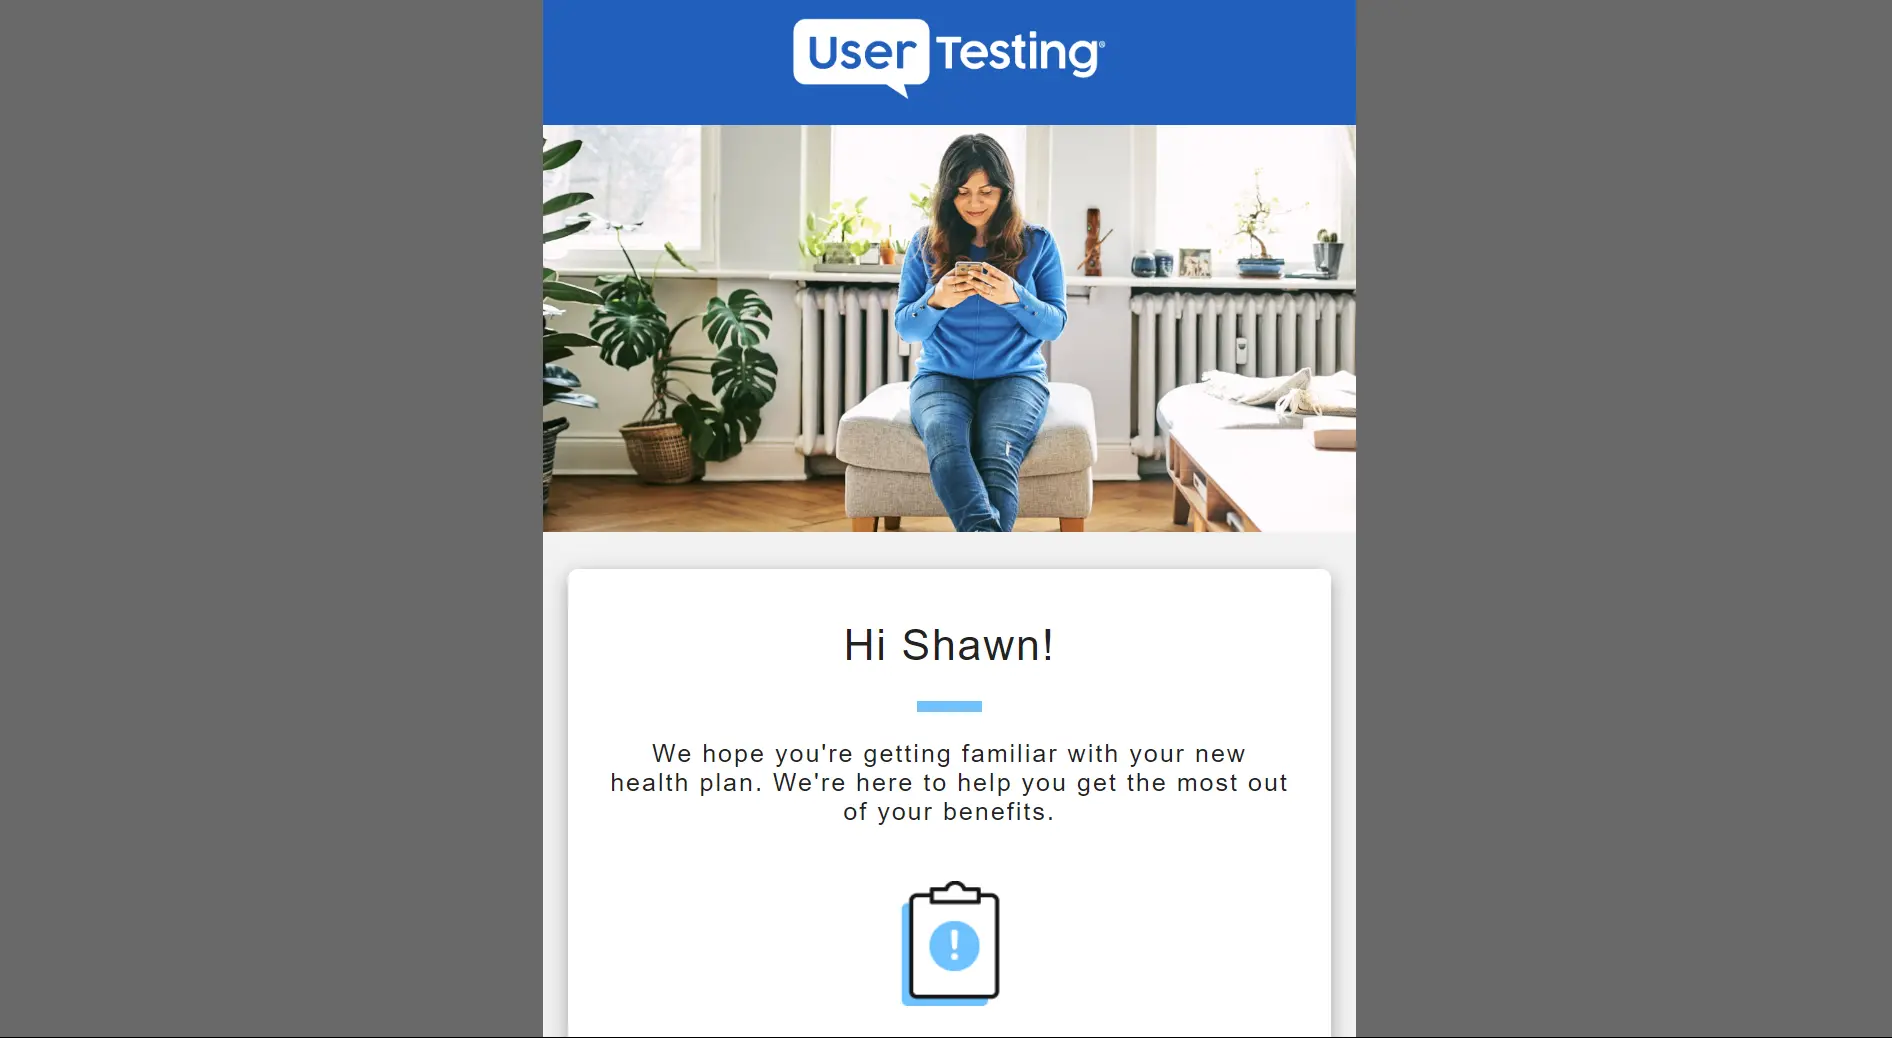 User Testing®
Hi Shawn!
We hope you're getting familiar with your new
health plan. We're here to help you get the most out
of your benefits.
!